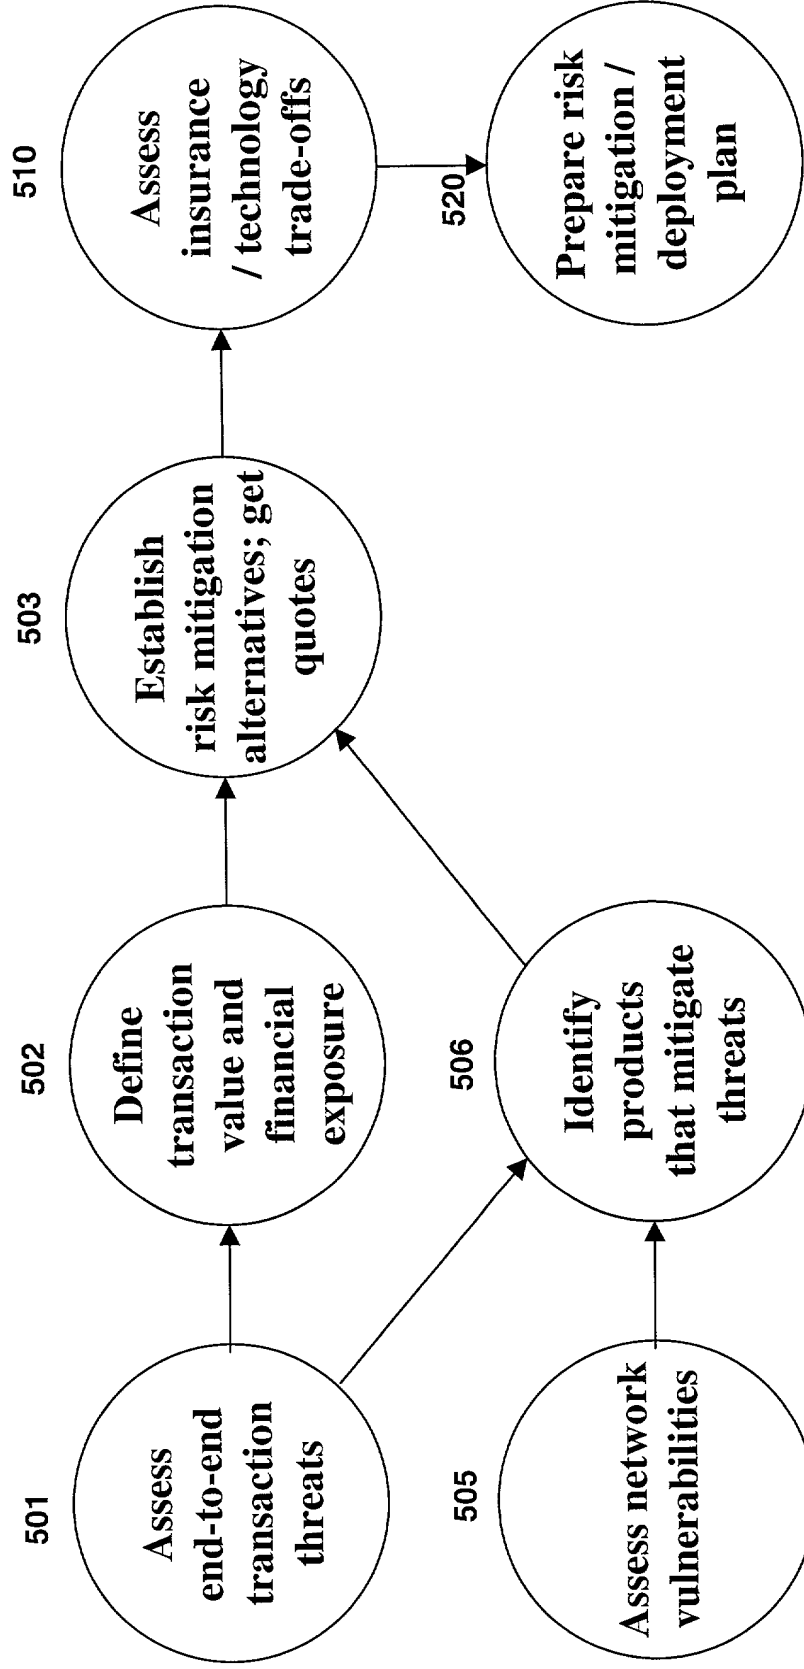 501
Assess
end-to-end
transaction
threats
502
Define
transaction
value and
financial
exposure
503
Establish
risk mitigation
alternatives; get
quotes
510
Assess
insurance
/ technology
trade-offs
505
Assess network
vulnerabilities
506
Identify
products
that mitigate
threats
520
Prepare risk
mitigation /
deployment
plan